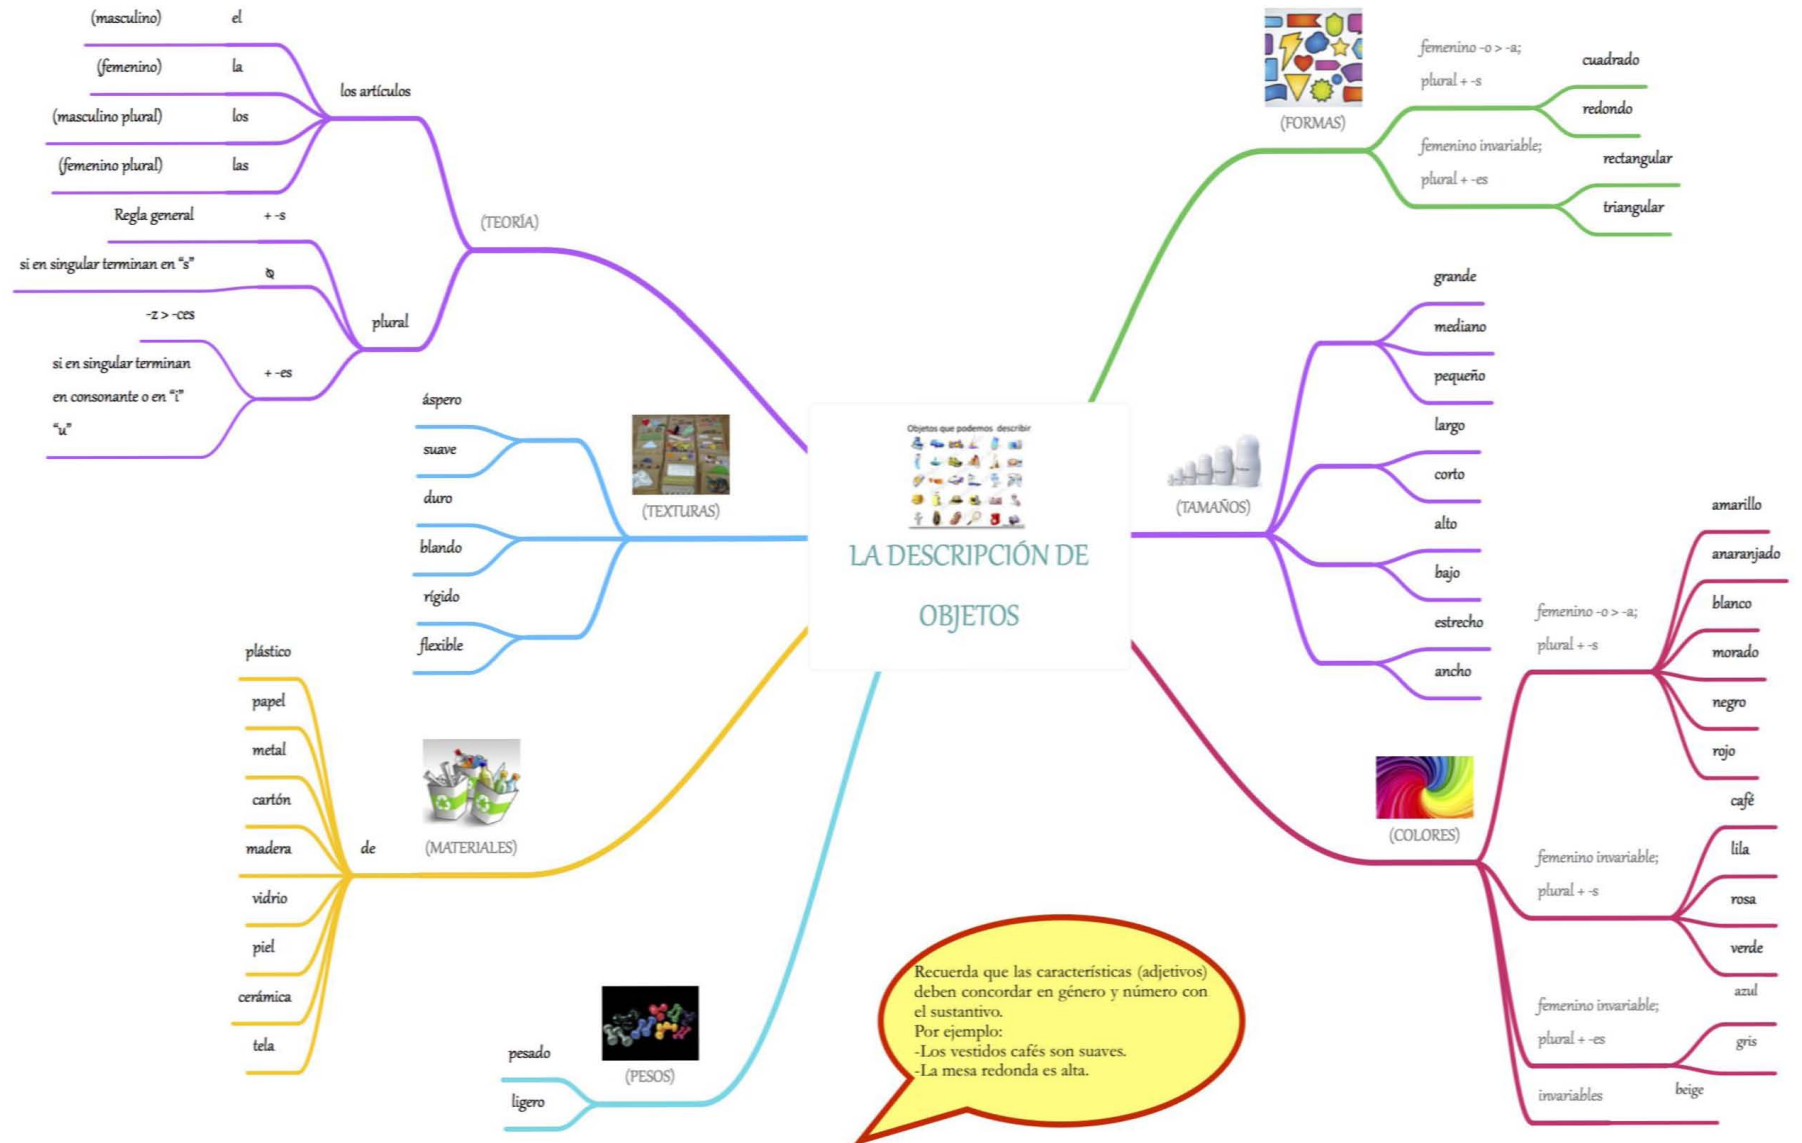 (masculino) el
(femenino) la
(masculino plural) los
(femenino plural) las
los artículos
Regla general + -s
si en singular terminan en "s" ϕ
-z > -ces
si en singular terminan
en consonante o en "i"
"u"
+ -es
plural
(TEORÍA)
áspero
suave
duro
blando
rígido
flexible
(TEXTURAS)
plástico
papel
metal
cartón
madera
vidrio
piel
cerámica
tela
de
(MATERIALES)
pesado
ligero
(PESOS)
Objetos que podemos describir
LA DESCRIPCIÓN DE
OBJETOS
(FORMAS)
femenino -o > -a;
plural + -s
cuadrado
redondo
femenino invariable;
plural + -es
rectangular
triangular
(TAMAÑOS)
grande
mediano
pequeño
largo
corto
alto
bajo
estrecho
ancho
(COLORES)
femenino -o > -a;
plural + -s
amarillo
anaranjado
blanco
morado
negro
rojo
femenino invariable;
plural + -s
café
lila
rosa
verde
femenino invariable;
plural + -es
azul
gris
invariables
beige
Recuerda que las características (adjetivos)
deben concordar en género y número con
el sustantivo.
Por ejemplo:
-Los vestidos cafés son suaves.
-La mesa redonda es alta.